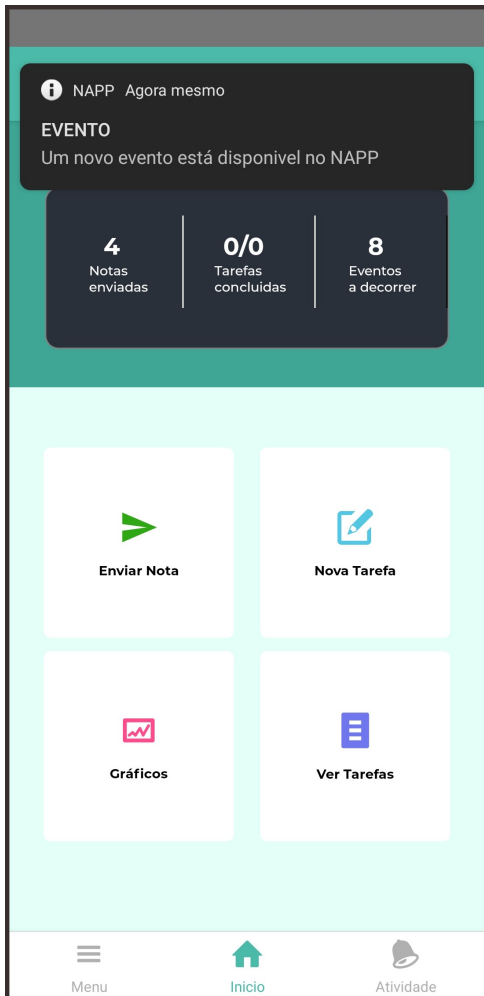 NAPP Agora mesmo
EVENTO
Um novo evento está disponivel no NAPP
4 0/0 8
Notas Tarefas Eventos
enviadas concluidas a decorrer
Enviar Nota Nova Tarefa
Gráficos Ver Tarefas
Menu Inicio Atividade